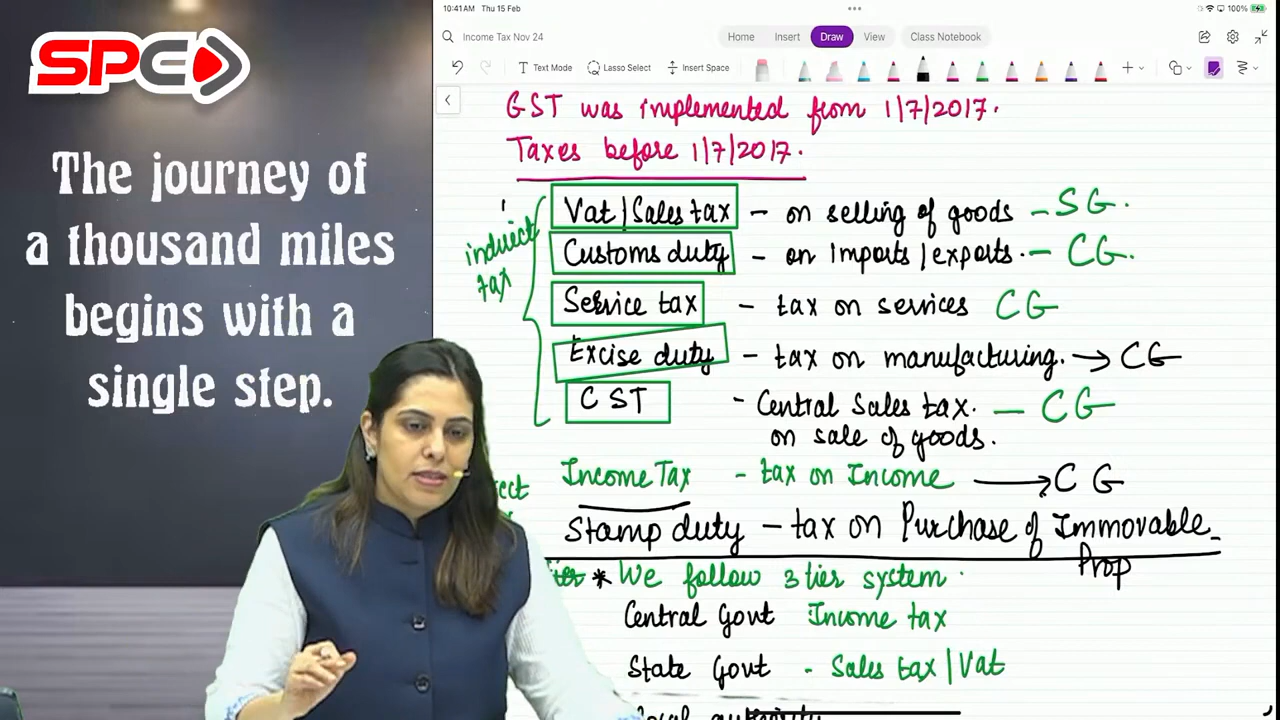 10:41 AM Thu 15 Feb
100%
Income Tax Nov 24
Home Insert Draw View Class Notebook
Text Mode Lasso Select Insert Space
SPC
The journey of
a thousand miles
begins with a
single step.
GST was implemented from 1/7/2017.
Taxes before 1/7/2017.
indirect
tax
Vat | Sales tax - on selling of goods - SG.
Customs duty - on imports / exports. - CG.
Service tax - tax on services CG
Excise duty - tax on manufacturing. → CG
CST - Central Sales tax. - CG
on sale of goods.
Income Tax - tax on Income → CG
Stamp duty - tax on Purchase of Immovable
Prop
* We follow 3 tier system.
Central Govt Income tax
State Govt - Sales tax | Vat